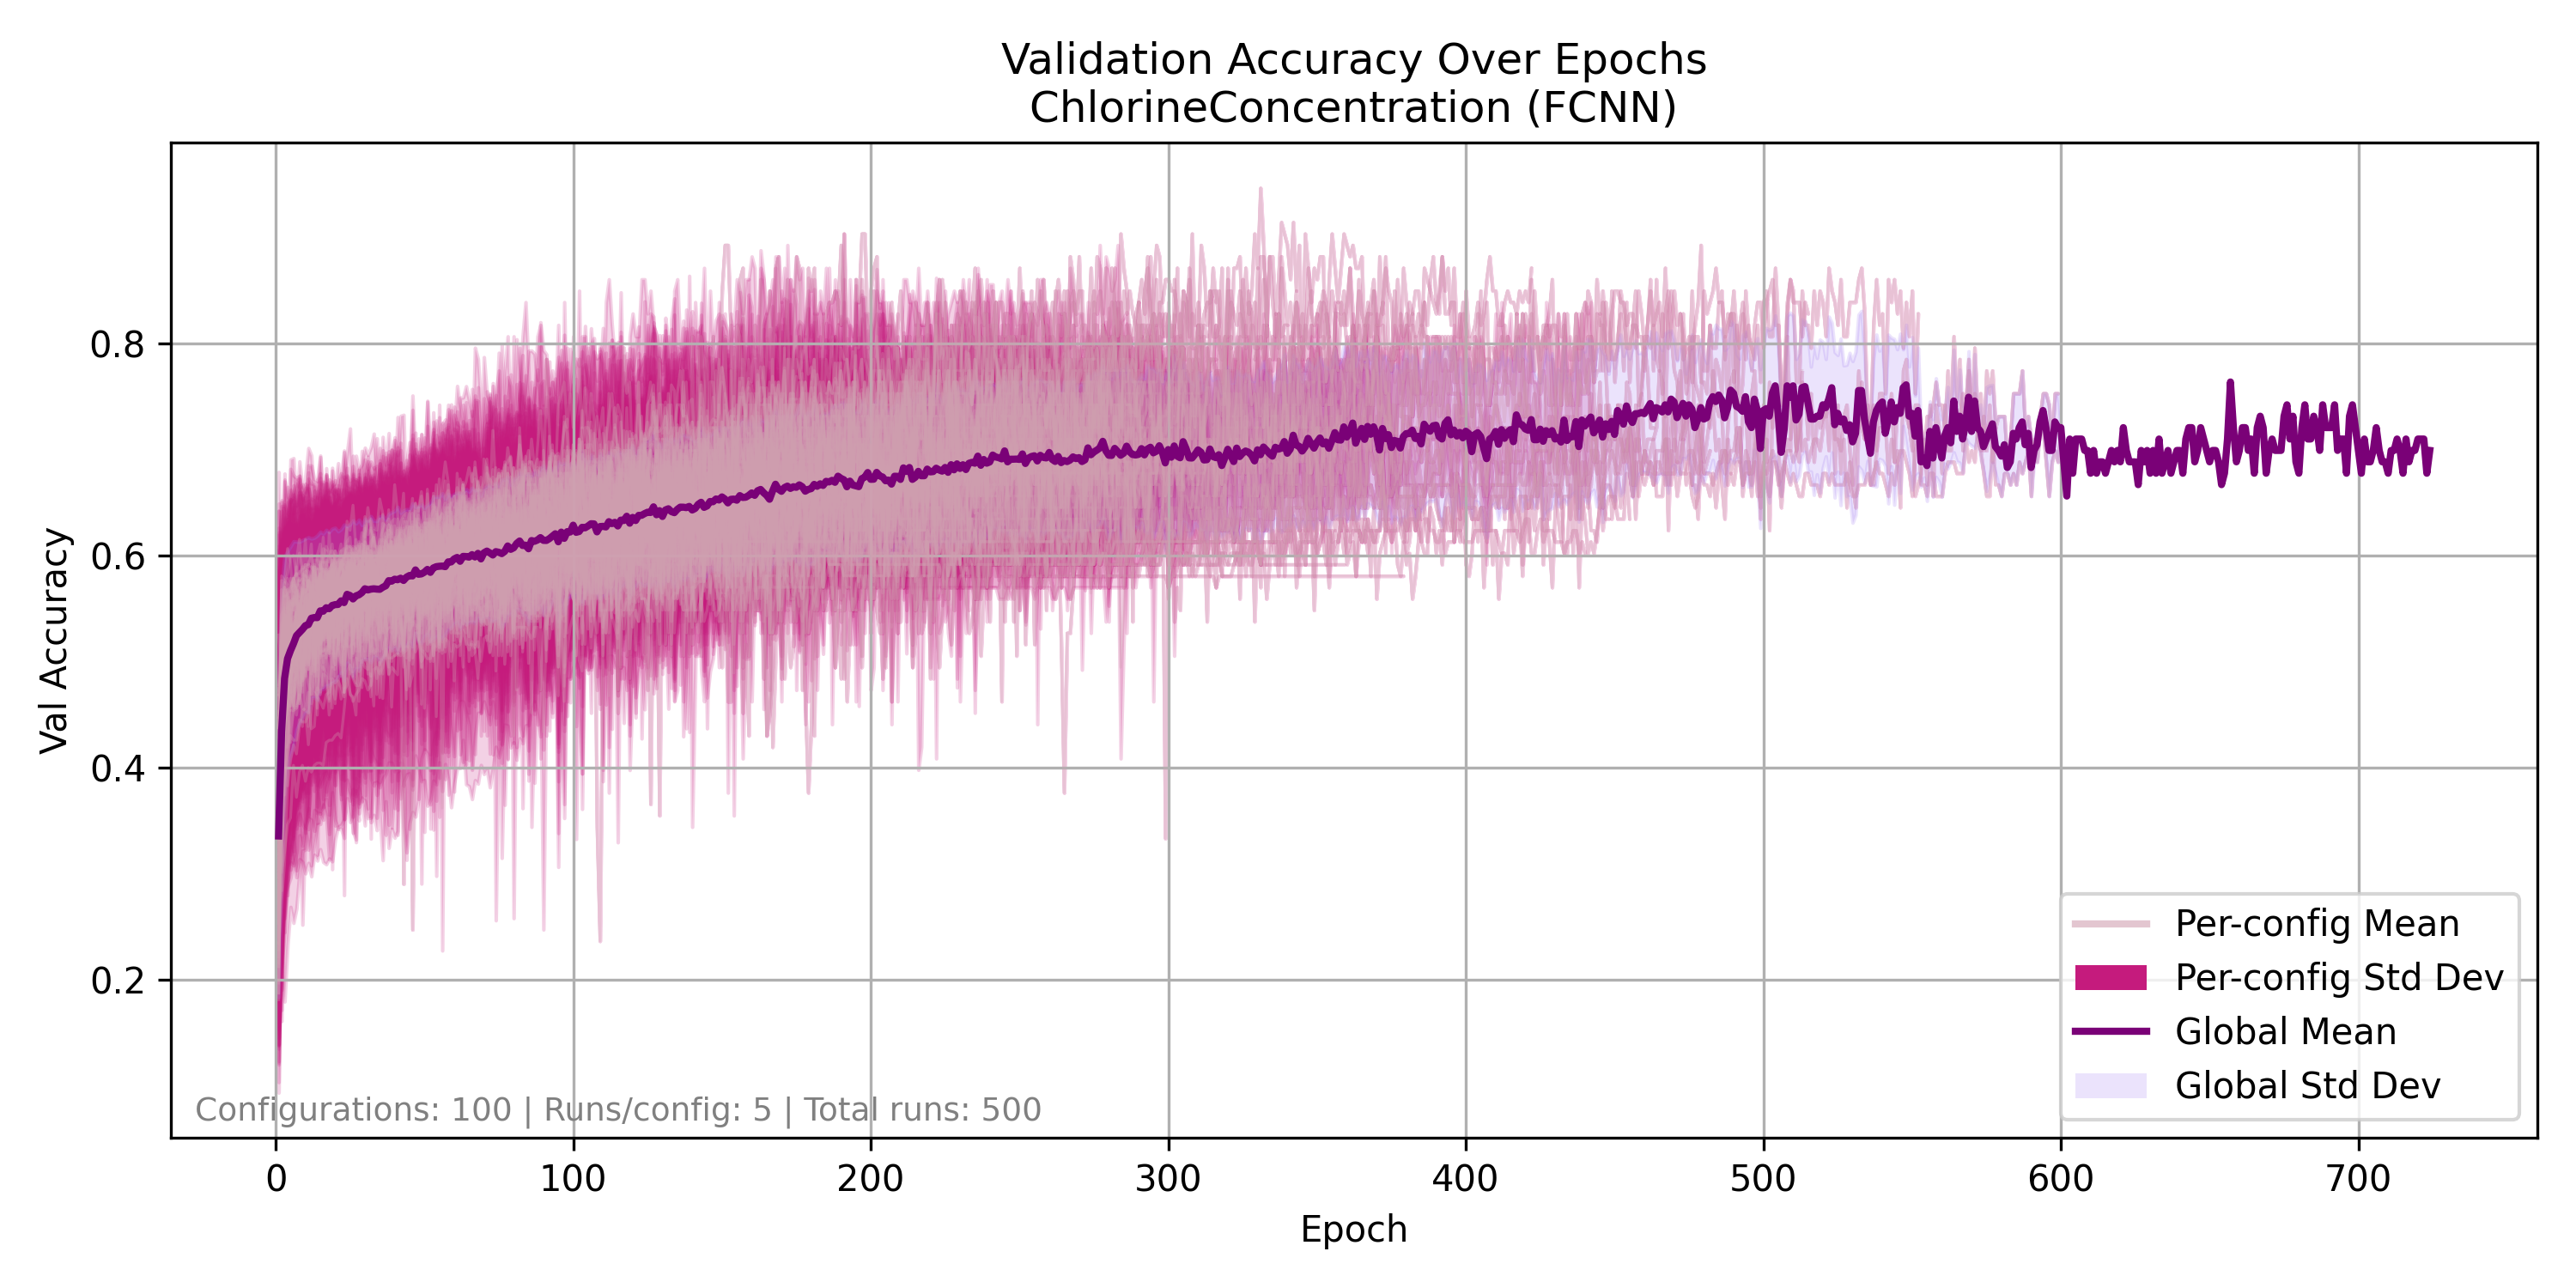 Validation Accuracy Over Epochs
ChlorineConcentration (FCNN)
Val Accuracy
0.8
0.6
0.4
0.2
Per-config Mean
Per-config Std Dev
Global Mean
Global Std Dev
Configurations: 100 | Runs/config: 5 | Total runs: 500
0 100 200 300 400 500 600 700
Epoch